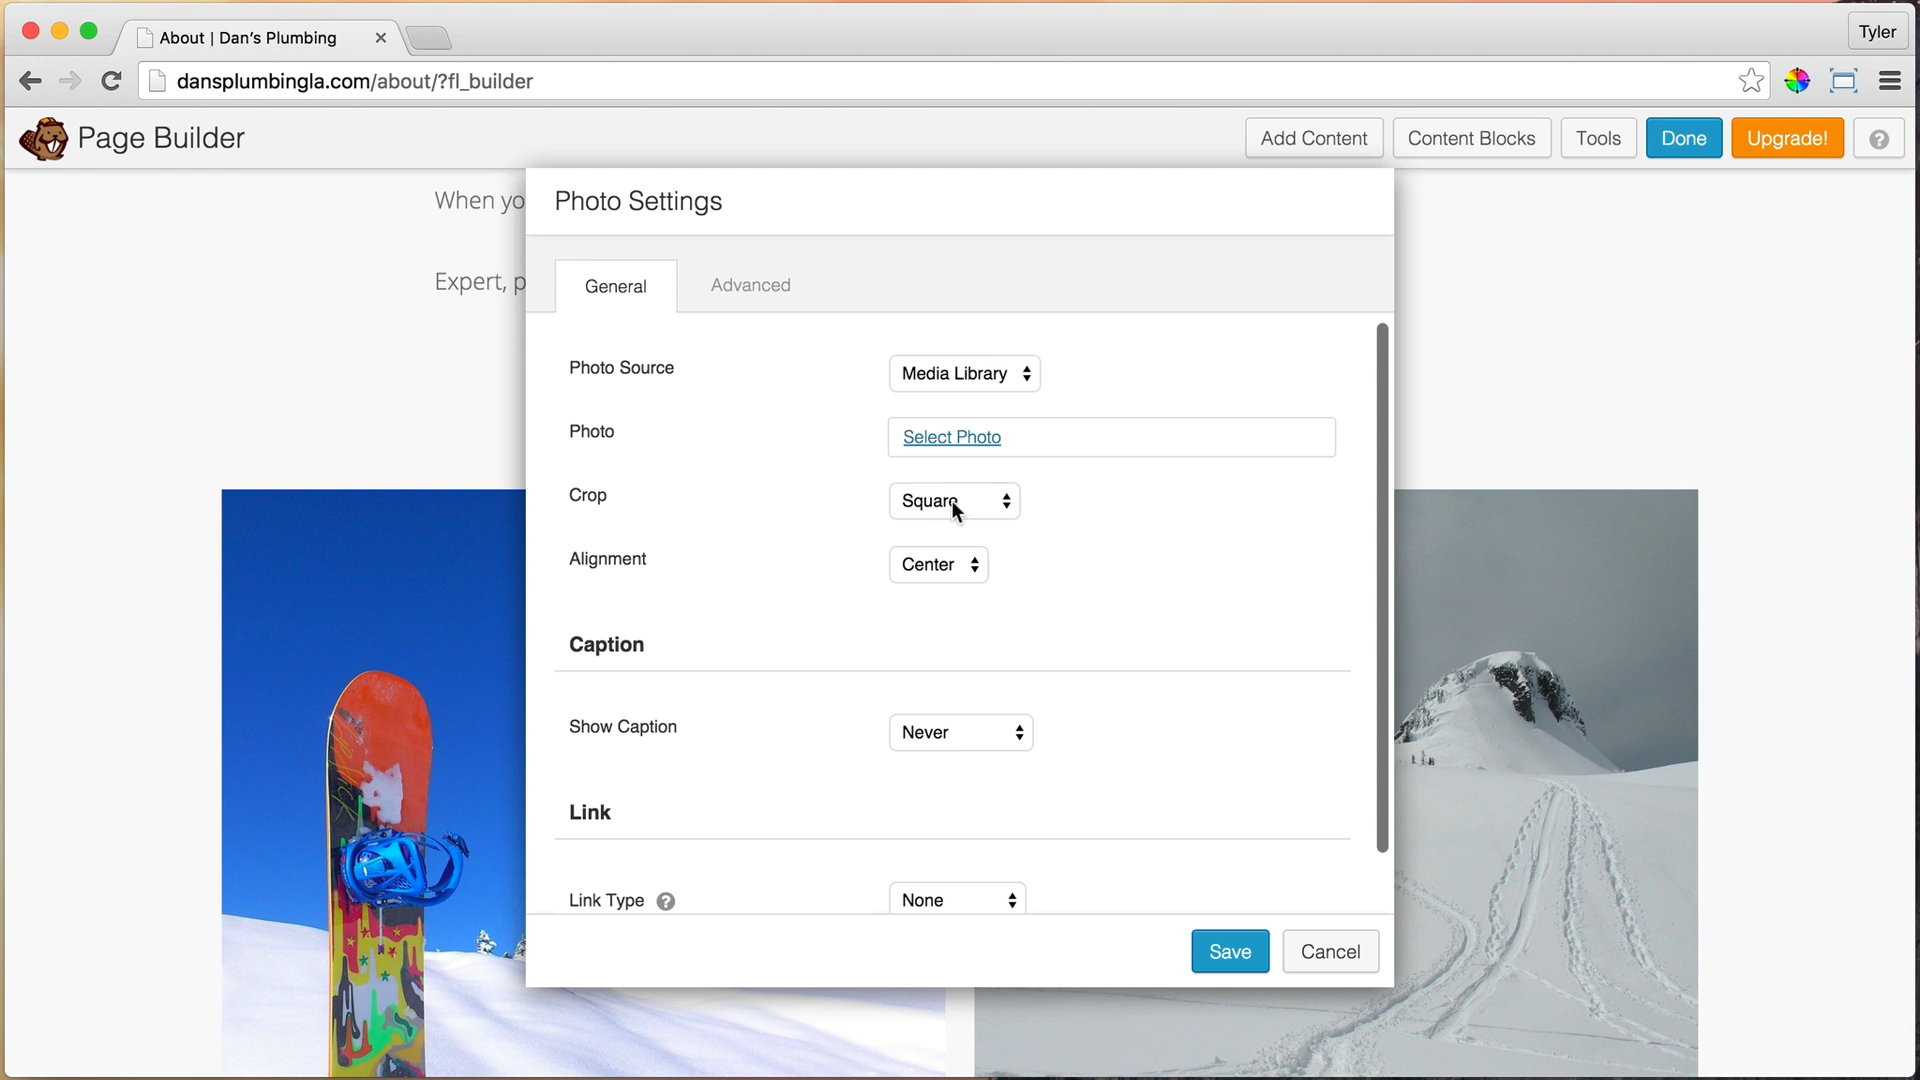 About | Dan's Plumbing
Tyler
dansplumbingla.com/about/?fl_builder
Page Builder
Add Content
Content Blocks
Tools
Done
Upgrade!
?
When yo
Expert, p
Photo Settings
General
Advanced
Photo Source
Media Library
Photo
Select Photo
Crop
Square
Alignment
Center
Caption
Show Caption
Never
Link
Link Type ?
None
Save
Cancel